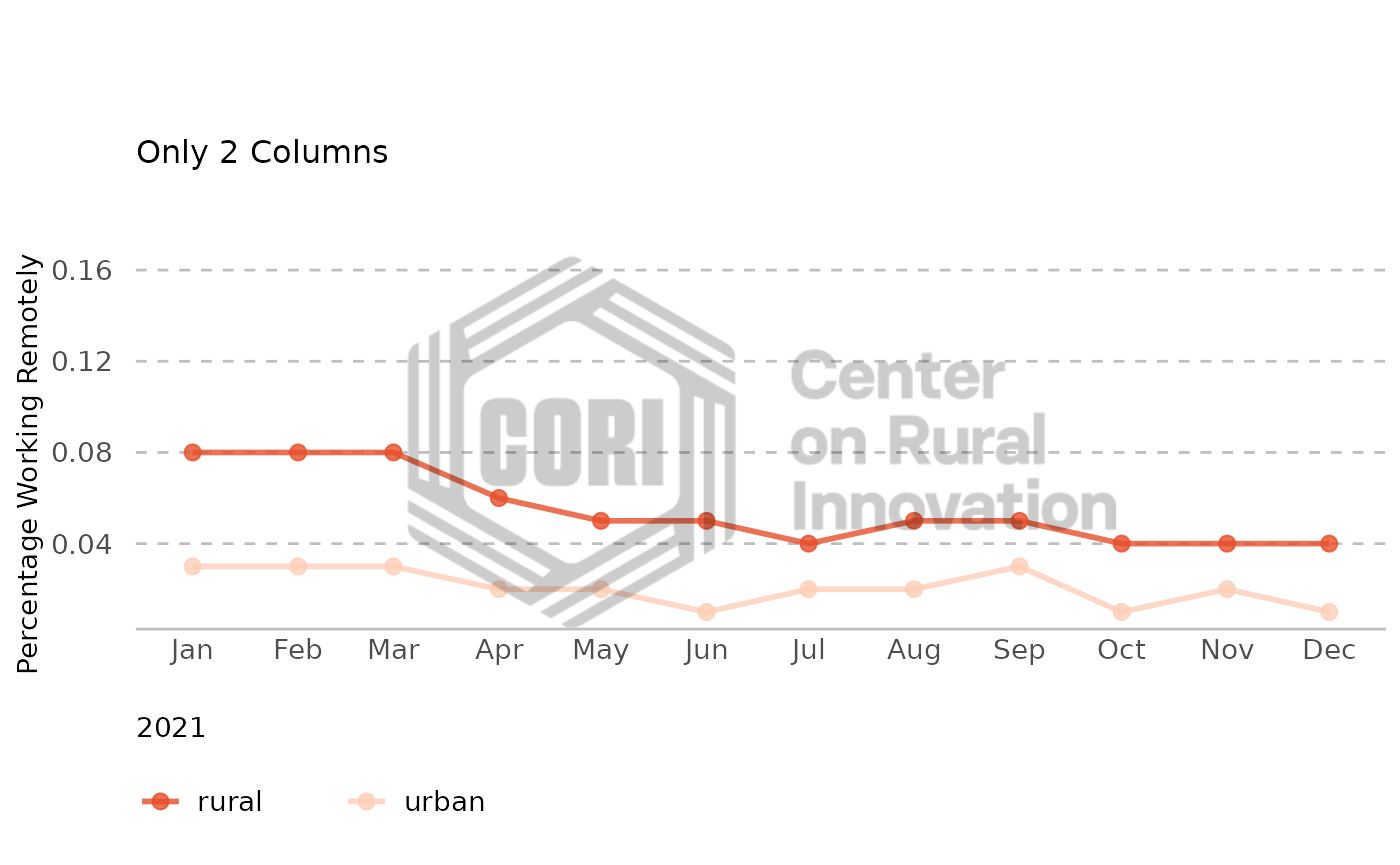 Only 2 Columns
Percentage Working Remotely
0.16
0.12
0.08
0.04
CORI
Center
on Rural
Innovation
Jan Feb Mar Apr May Jun Jul Aug Sep Oct Nov Dec
2021
rural urban